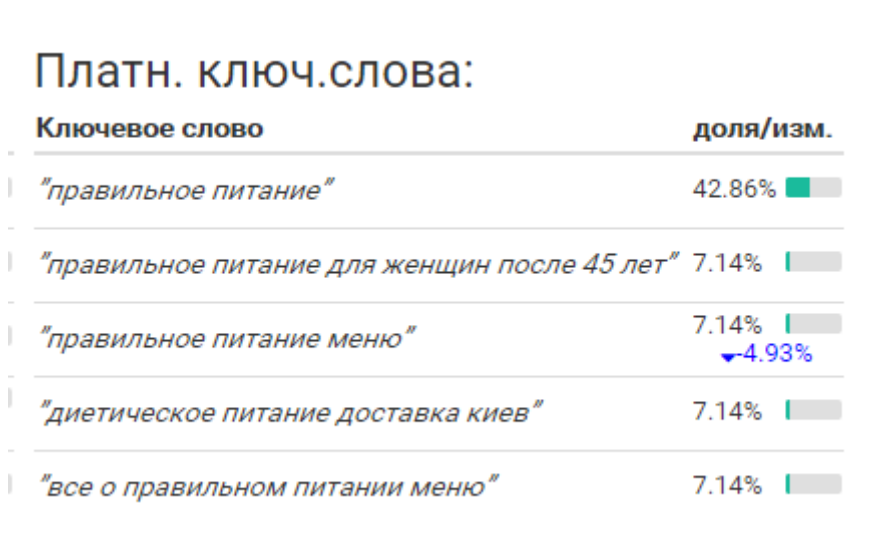 Платн. ключ.слова:
Ключевое слово доля/изм.
"правильное питание" 42.86%
"правильное питание для женщин после 45 лет" 7.14%
"правильное питание меню" 7.14%
-4.93%
"диетическое питание доставка киев" 7.14%
"все о правильном питании меню" 7.14%